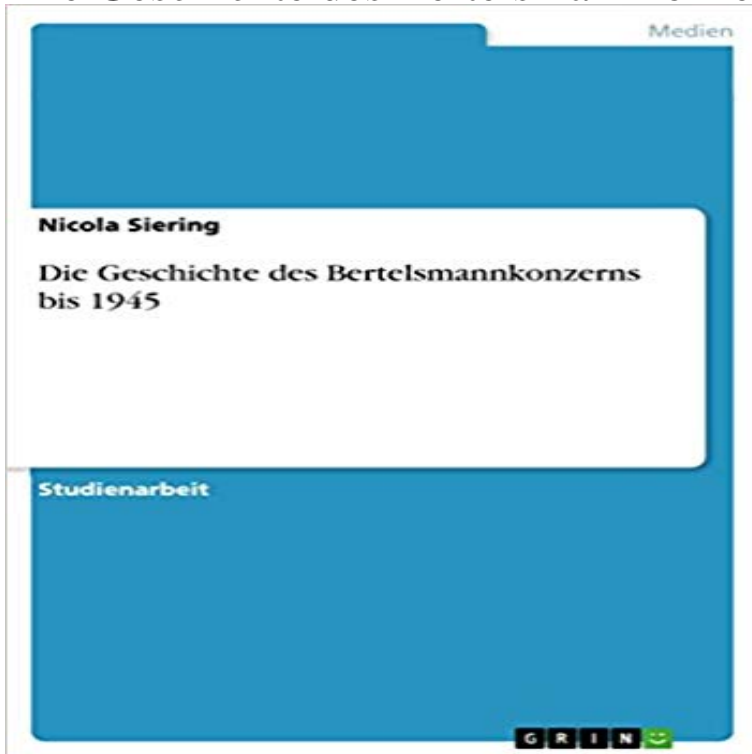 Medien
Nicola Siering
Die Geschichte des Bertelsmannkonzerns
bis 1945
Studienarbeit
GRIN